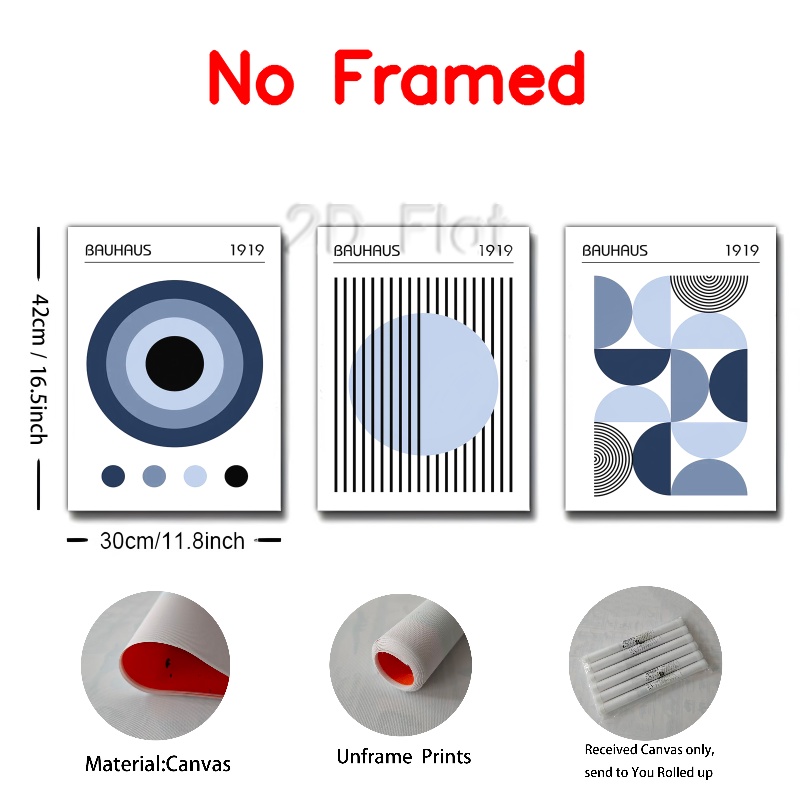 No Framed
2D Flat
BAUHAUS 1919
BAUHAUS 1919
BAUHAUS 1919
42cm / 16.5inch
30cm/11.8inch
Material:Canvas
Unframe Prints
Received Canvas only,
send to You Rolled up